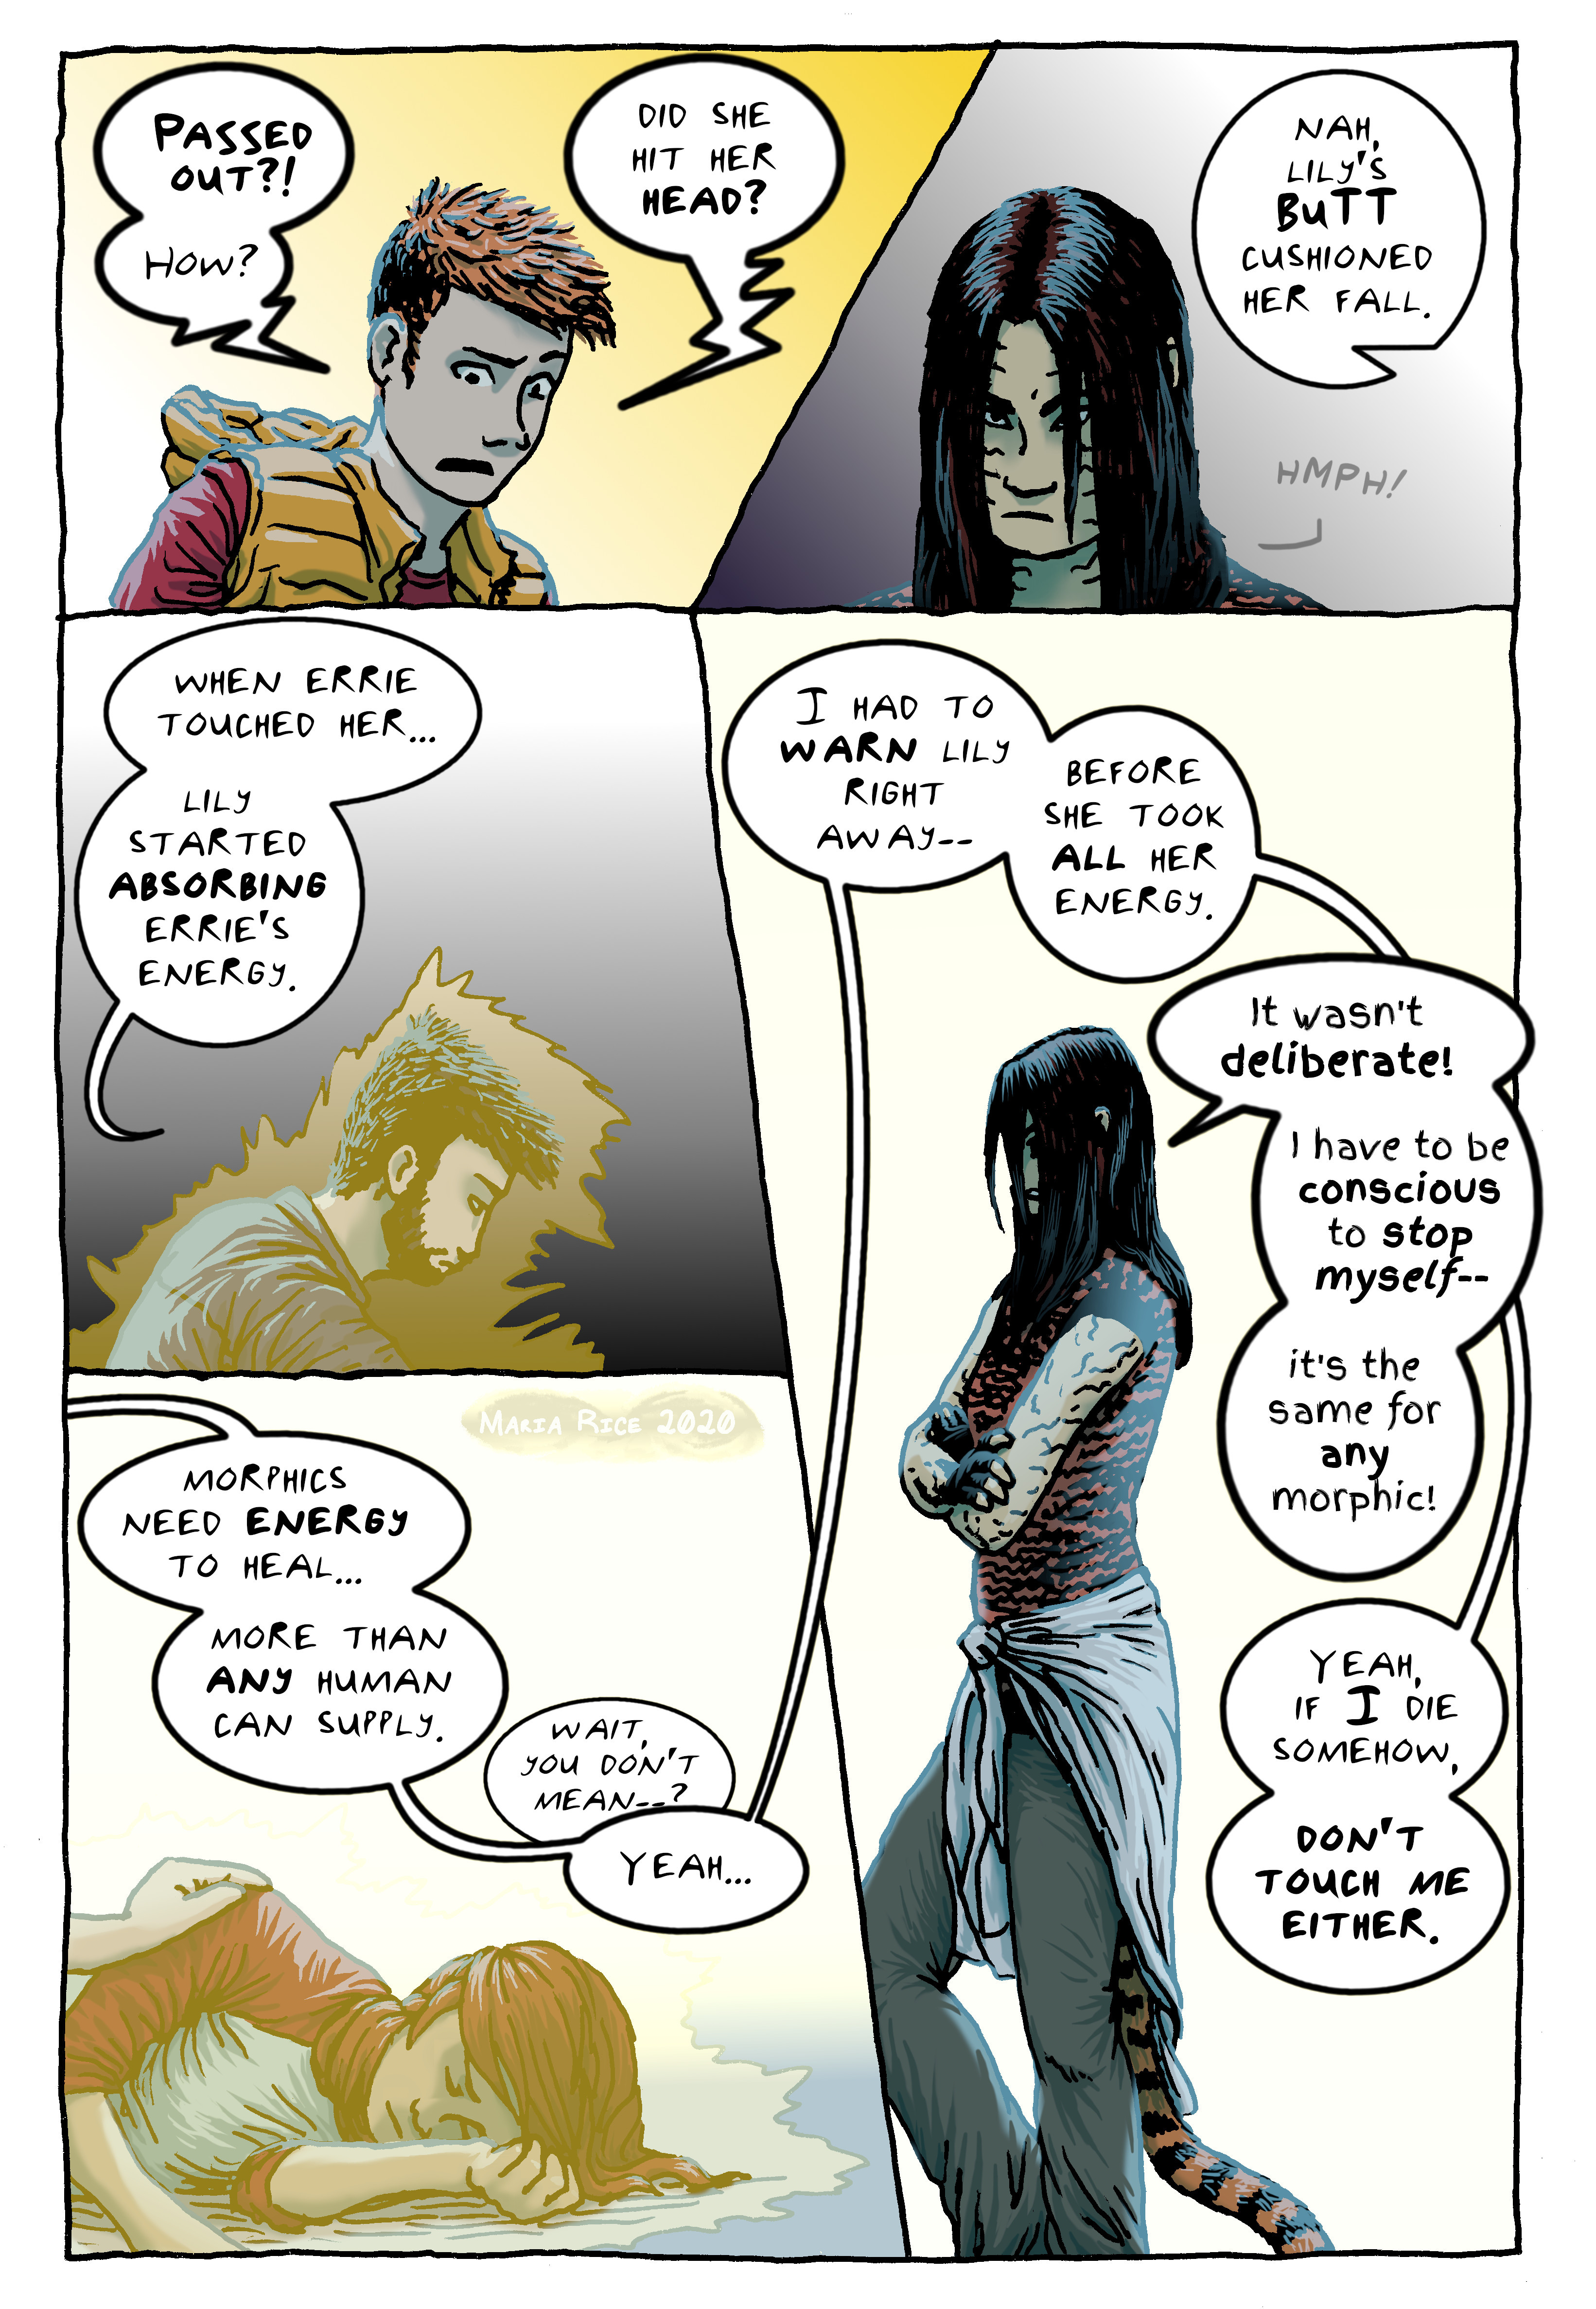 PASSED
OUT?!
HOW?
DID SHE
HIT HER
HEAD?
NAH,
LILY'S
BUTT
CUSHIONED
HER FALL.
HMPH!
WHEN ERRIE
TOUCHED HER...
LILY
STARTED
ABSORBING
ERRIE'S
ENERGY.
I HAD TO
WARN LILY
RIGHT
AWAY--
BEFORE
SHE TOOK
ALL HER
ENERGY.
It wasn't
deliberate!
I have to be
conscious
to stop
myself--
it's the
same for
any
morphic!
YEAH,
IF I DIE
SOMEHOW,
DON'T
TOUCH ME
EITHER.
MARIA RICE 2020
MORPHICS
NEED ENERGY
TO HEAL...
MORE THAN
ANY HUMAN
CAN SUPPLY.
WAIT,
YOU DON'T
MEAN--?
YEAH...